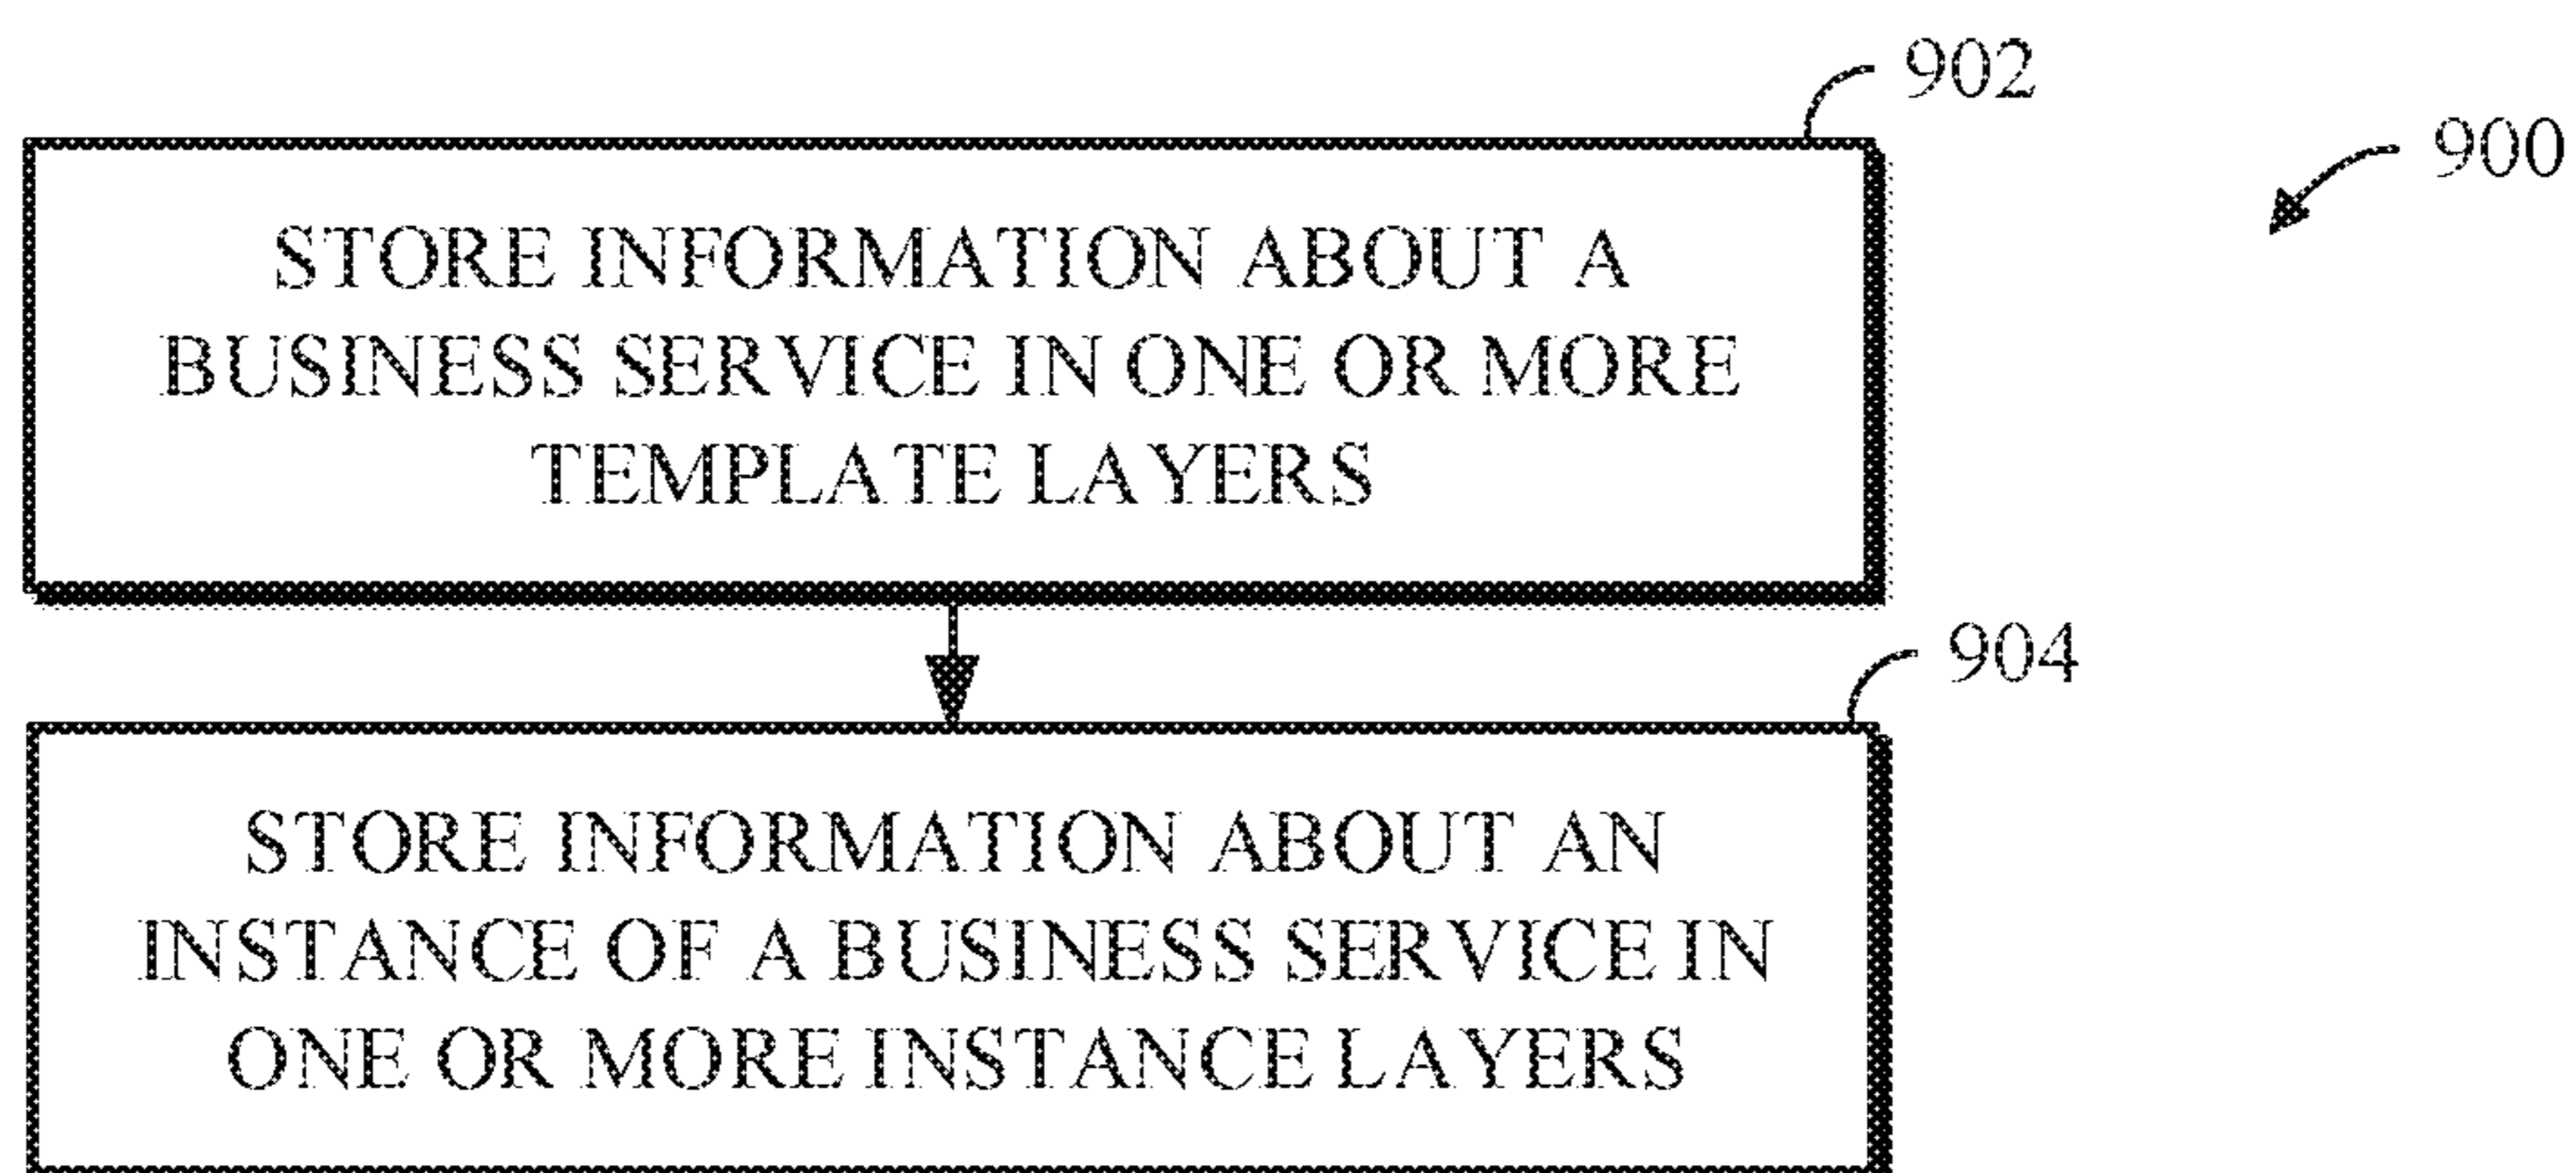 902
900
STORE INFORMATION ABOUT A
BUSINESS SERVICE IN ONE OR MORE
TEMPLATE LAYERS
904
STORE INFORMATION ABOUT AN
INSTANCE OF A BUSINESS SERVICE IN
ONE OR MORE INSTANCE LAYERS